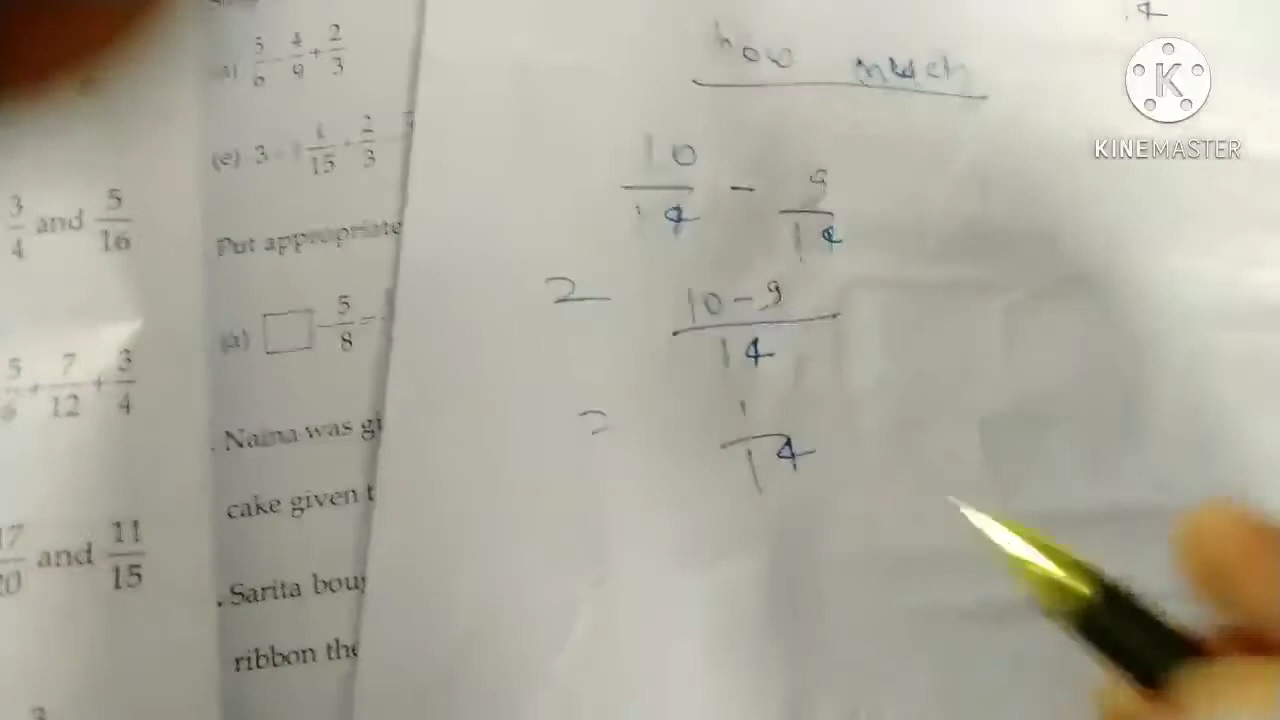 3/4 and 5/16
5/6 + 7/12 + 3/4
17/20 and 11/15
5/6 - 4/9 + 2/3
(e) 3 - 1 1/15 + 2/3
Put appropriate
(a) □ - 5/8 =
Naina was gi
cake given t
Sarita bou
ribbon the
how much
10/14 - 9/14
= 10-9/14
= 1/14
KINEMASTER